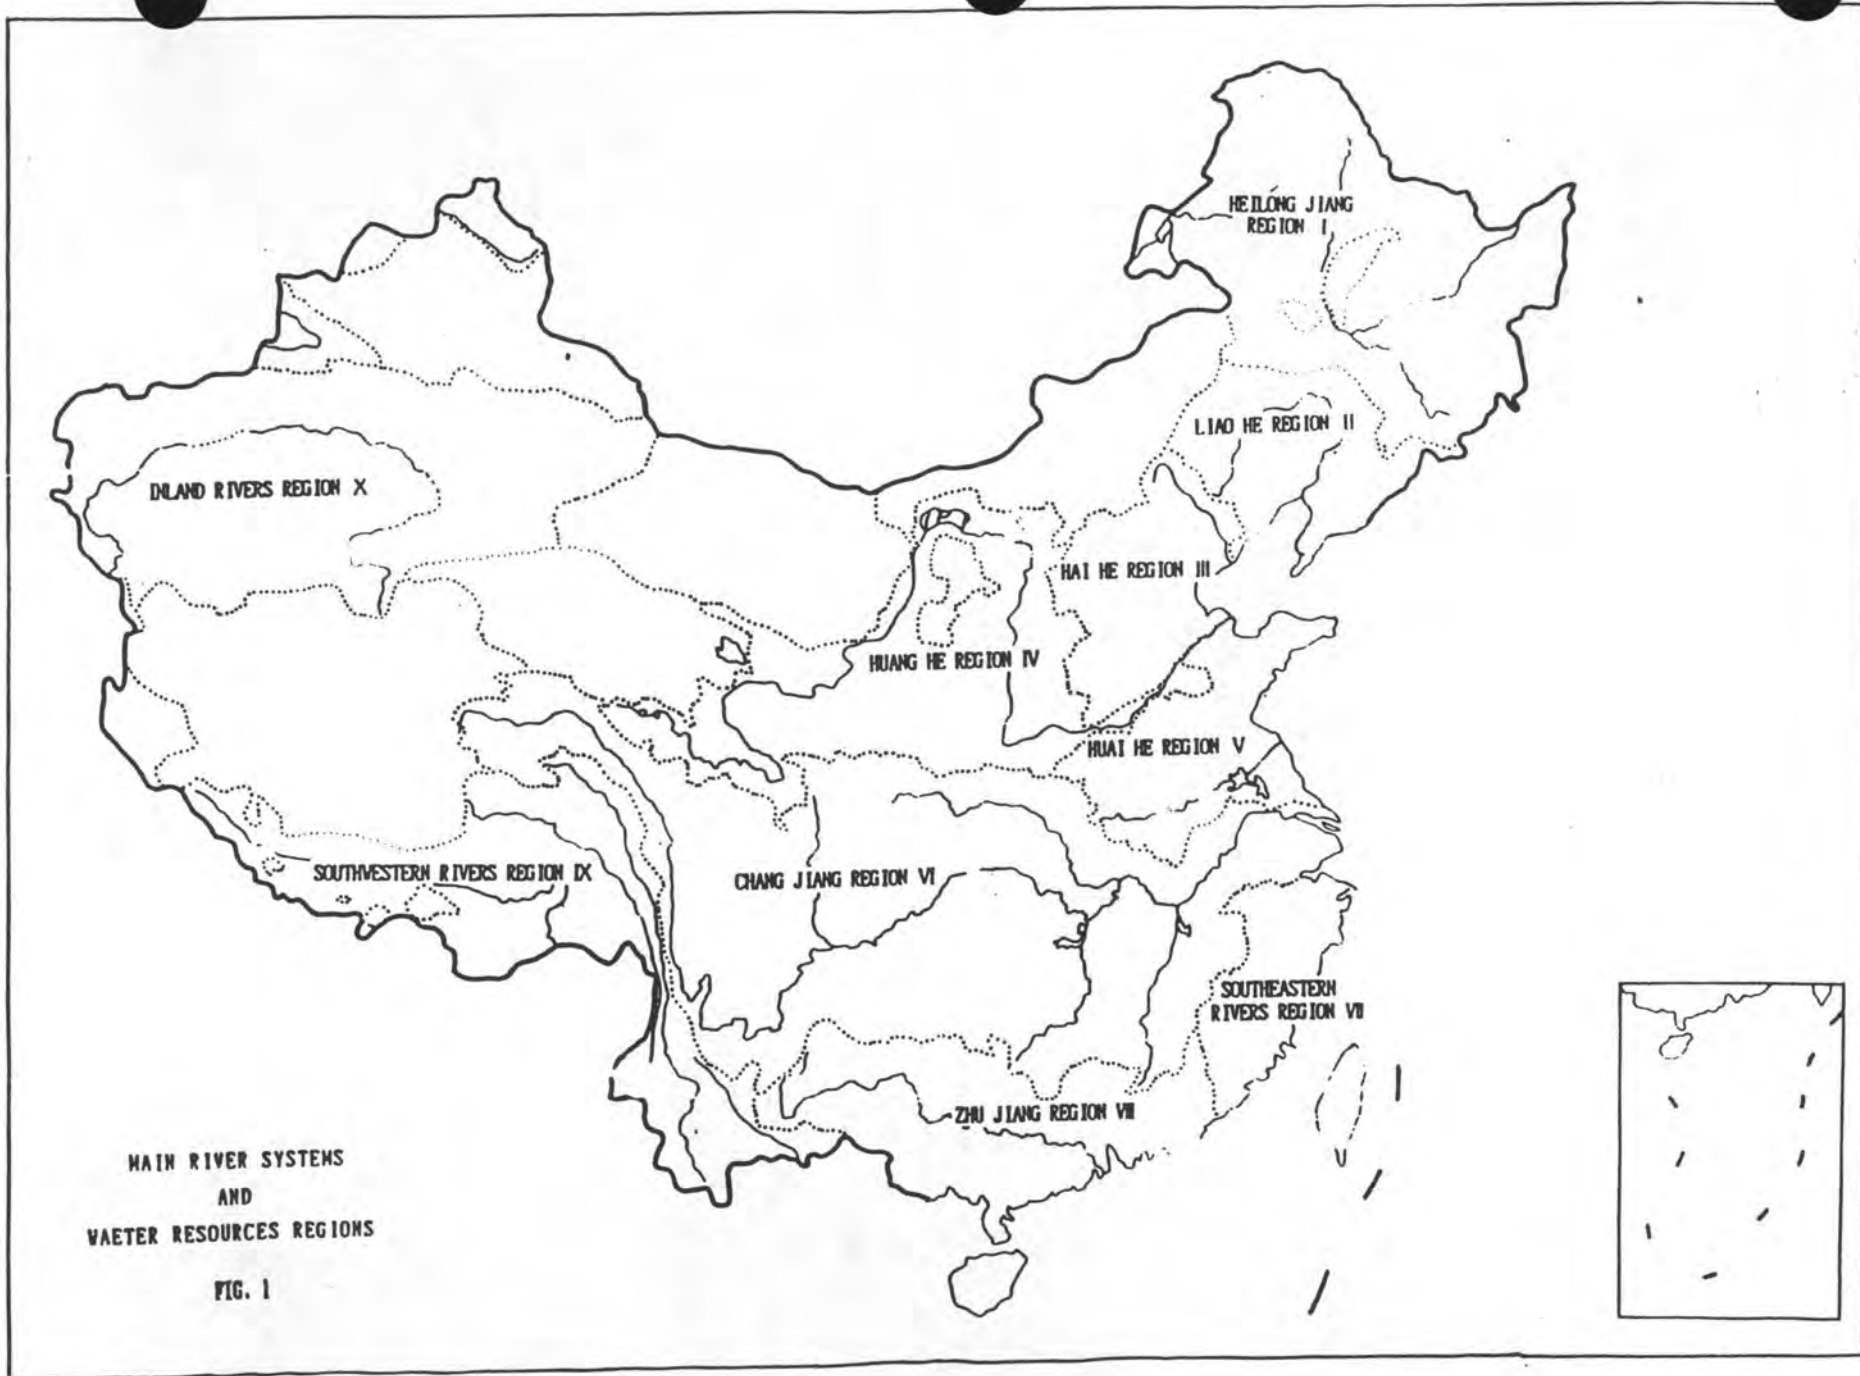 HEILONG JIANG
REGION I
LIAO HE REGION II
INLAND RIVERS REGION X
HAI HE REGION III
HUANG HE REGION IV
HUAI HE REGION V
SOUTHWESTERN RIVERS REGION IX
CHANG JIANG REGION VI
SOUTHEASTERN
RIVERS REGION VII
ZHU JIANG REGION VIII
MAIN RIVER SYSTEMS
AND
WAETER RESOURCES REGIONS
FIG. 1